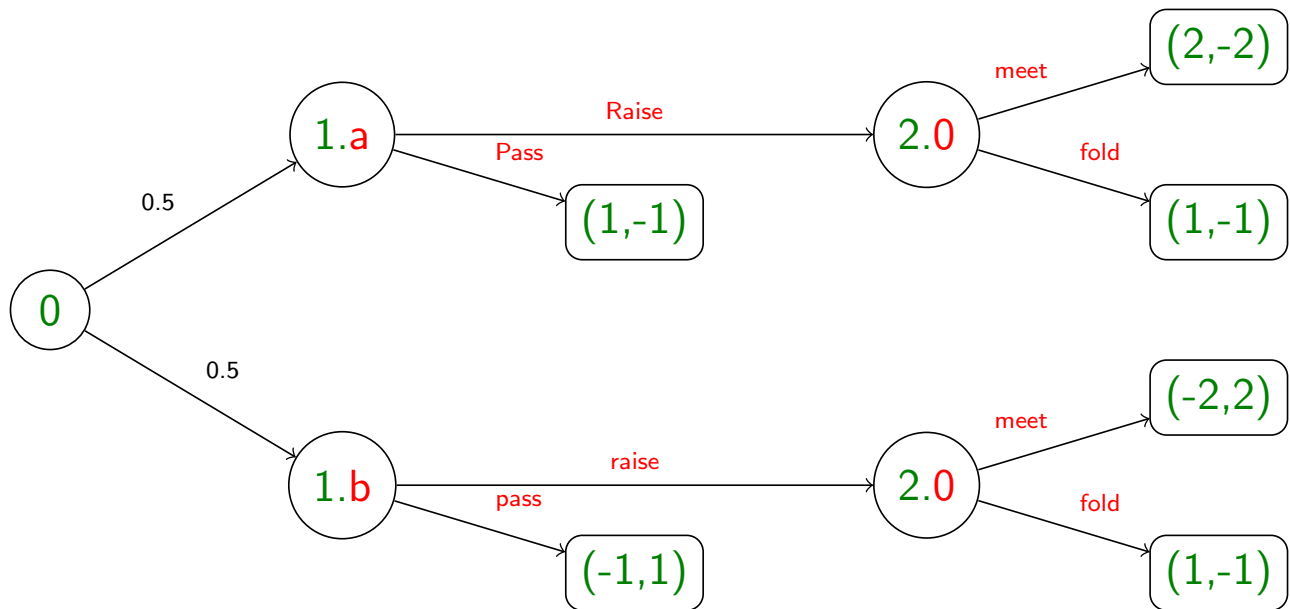 (2,-2)
meet
Raise
1.a
2.0
Pass
fold
0.5
(1,-1)
(1,-1)
0
0.5
(-2,2)
meet
raise
1.b
2.0
pass
fold
(-1,1)
(1,-1)